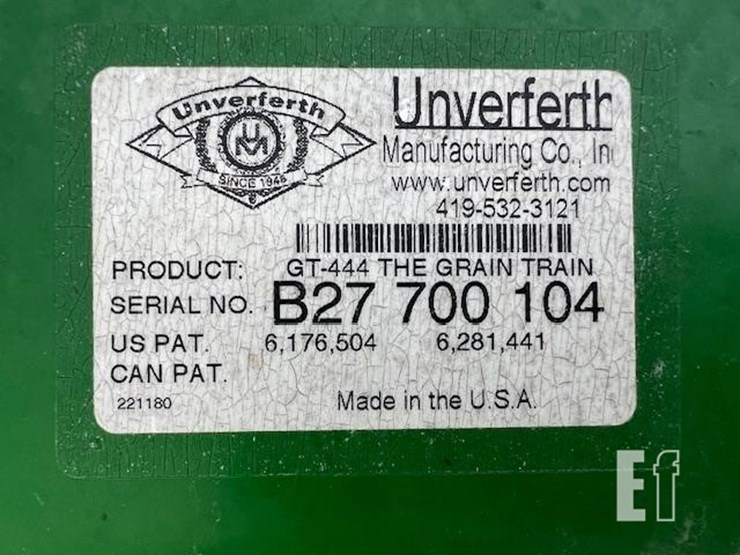 Unverferth
UM
SINCE 1948
Unverferth
Manufacturing Co., In
www.unverferth.com
419-532-3121
PRODUCT: GT-444 THE GRAIN TRAIN
SERIAL NO. B27 700 104
US PAT. 6,176,504 6,281,441
CAN PAT.
221180 Made in the U.S.A.
Ef